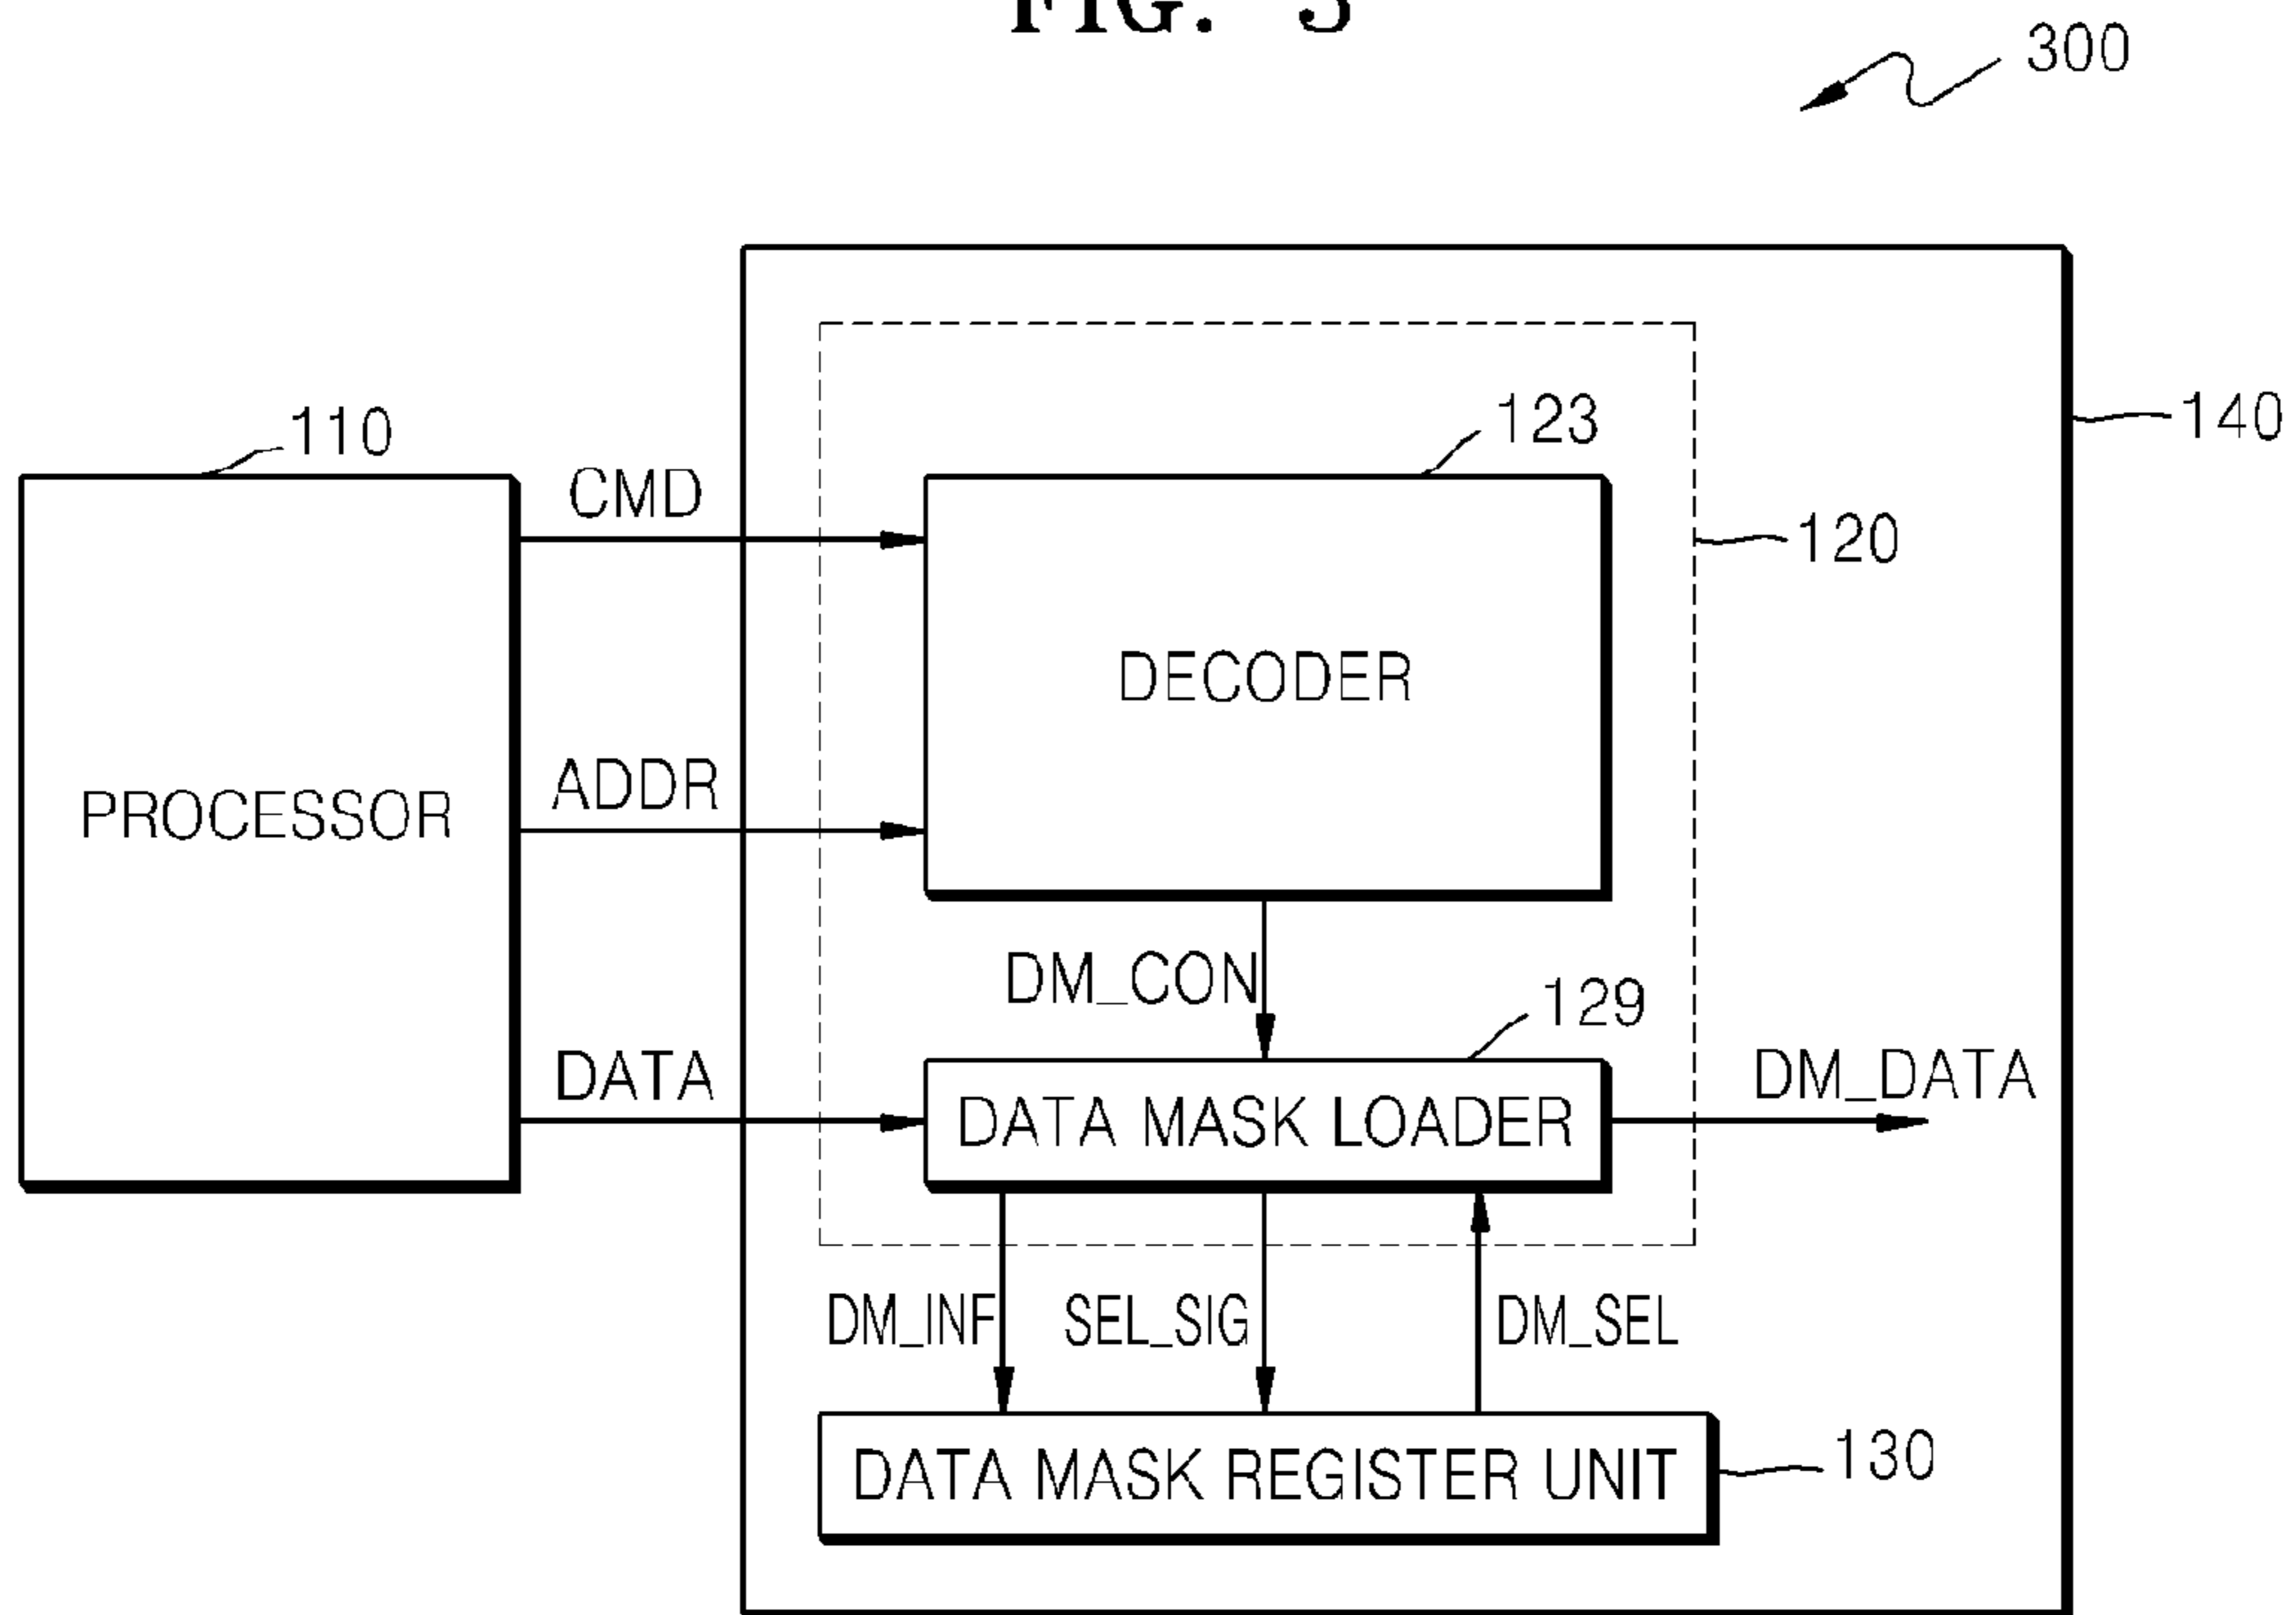 FIG. 3
300
110
123
140
CMD
120
DECODER
ADDR
PROCESSOR
DM_CON
129
DATA
DM_DATA
DATA MASK LOADER
DM_INF
SEL_SIG
DM_SEL
DATA MASK REGISTER UNIT
130